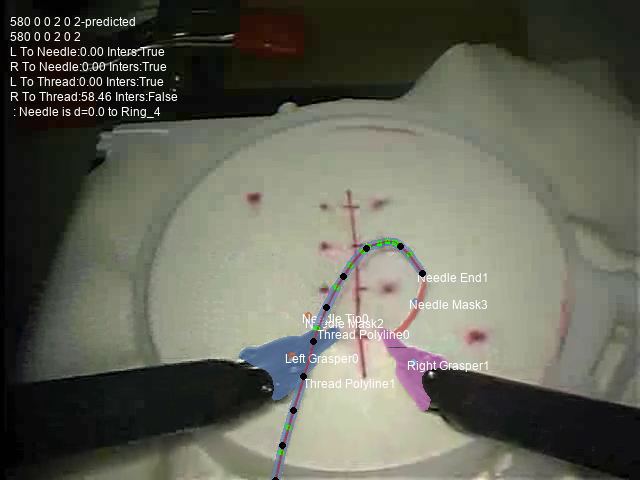 580 0 0 2 0 2-predicted
580 0 0 2 0 2
L To Needle:0.00 Inters:True
R To Needle:0.00 Inters:True
L To Thread:0.00 Inters:True
R To Thread:58.46 Inters:False
: Needle is d=0.0 to Ring_4
Needle End1
Needle Mask3
Needle Tip0
Needle Mask2
Thread Polyline0
Left Grasper0
Right Grasper1
Thread Polyline1